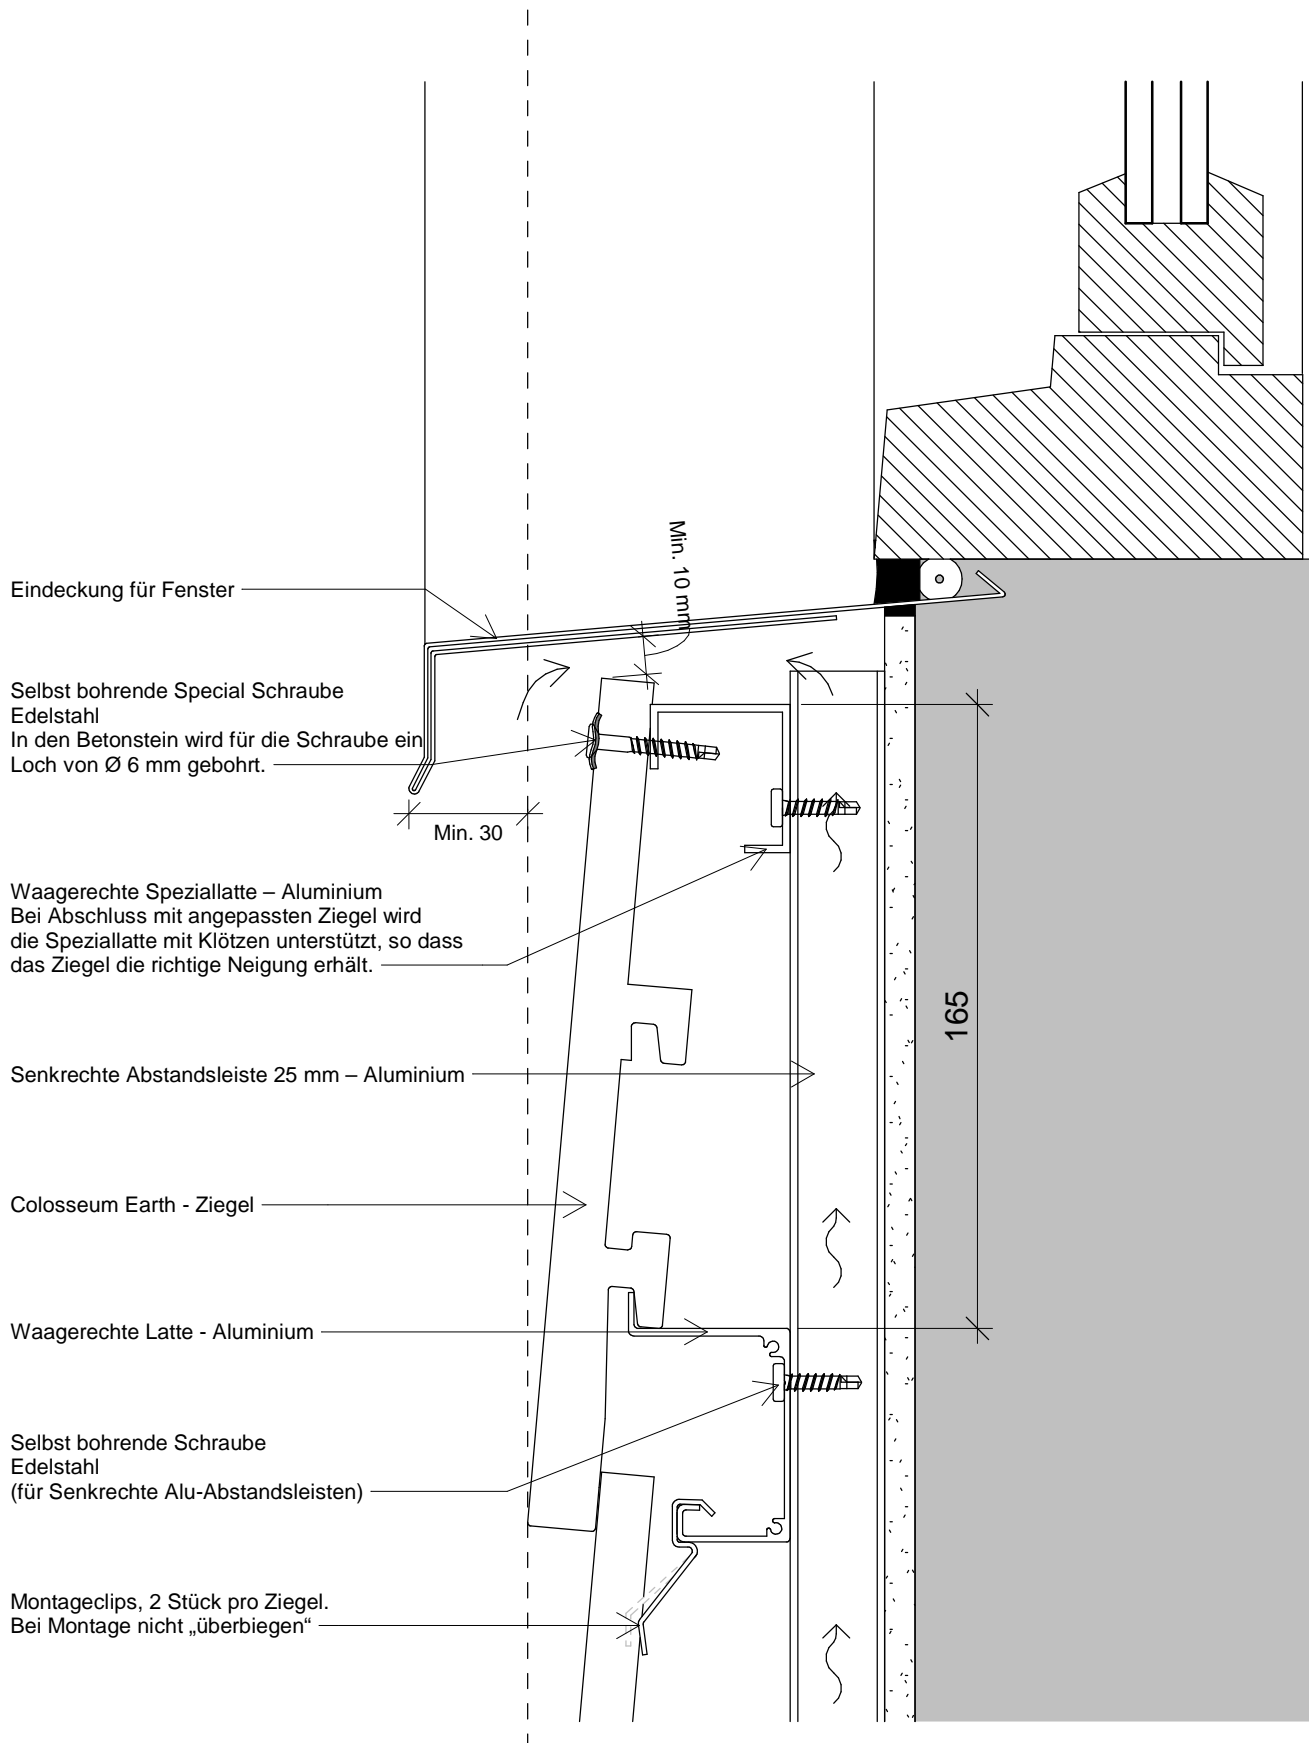 Min. 10 mm
Eindeckung für Fenster
Selbst bohrende Special Schraube
Edelstahl
In den Betonstein wird für die Schraube ein
Loch von Ø 6 mm gebohrt.
Min. 30
Waagerechte Speziallatte – Aluminium
Bei Abschluss mit angepassten Ziegel wird
die Speziallatte mit Klötzen unterstützt, so dass
das Ziegel die richtige Neigung erhält.
165
Senkrechte Abstandsleiste 25 mm – Aluminium
Colosseum Earth - Ziegel
Waagerechte Latte - Aluminium
Selbst bohrende Schraube
Edelstahl
(für Senkrechte Alu-Abstandsleisten)
Montageclips, 2 Stück pro Ziegel.
Bei Montage nicht „überbiegen“